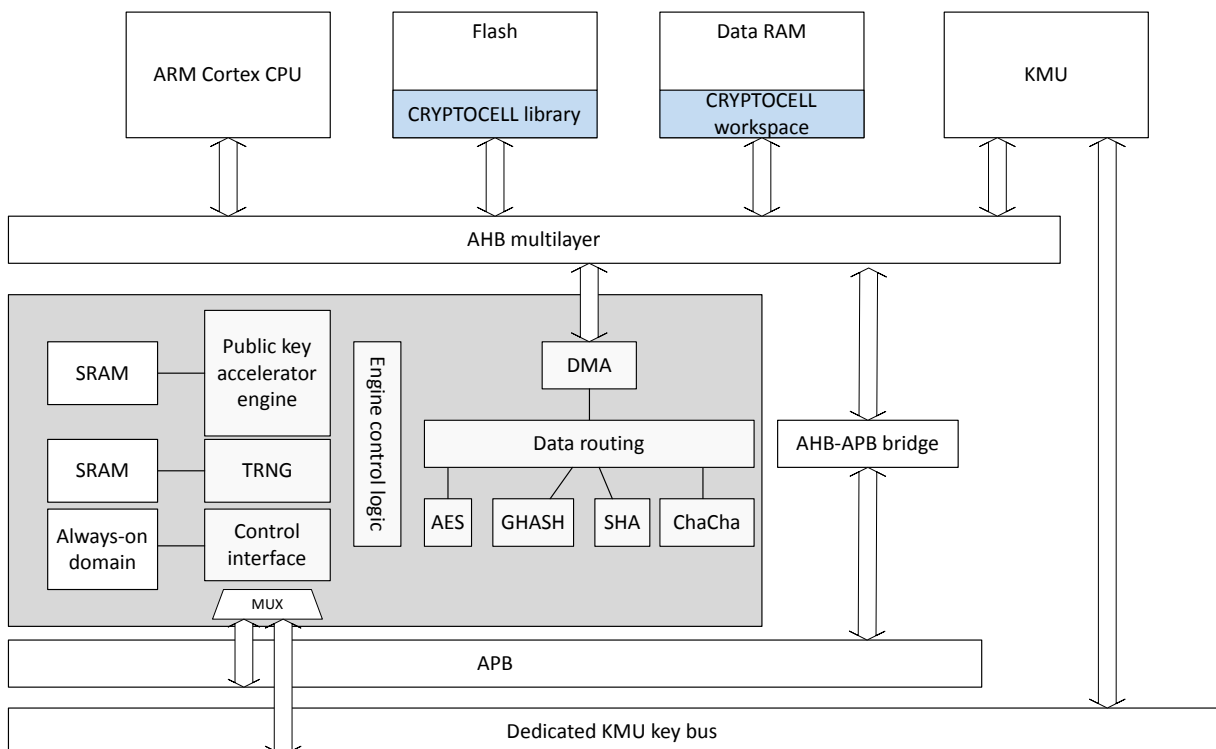 ARM Cortex CPU
Flash
CRYPTOCELL library
Data RAM
CRYPTOCELL
workspace
KMU
AHB multilayer
SRAM
Public key
accelerator
engine
Engine control logic
DMA
Data routing
AHB-APB bridge
SRAM
TRNG
AES
GHASH
SHA
ChaCha
Always-on
domain
Control
interface
MUX
APB
Dedicated KMU key bus